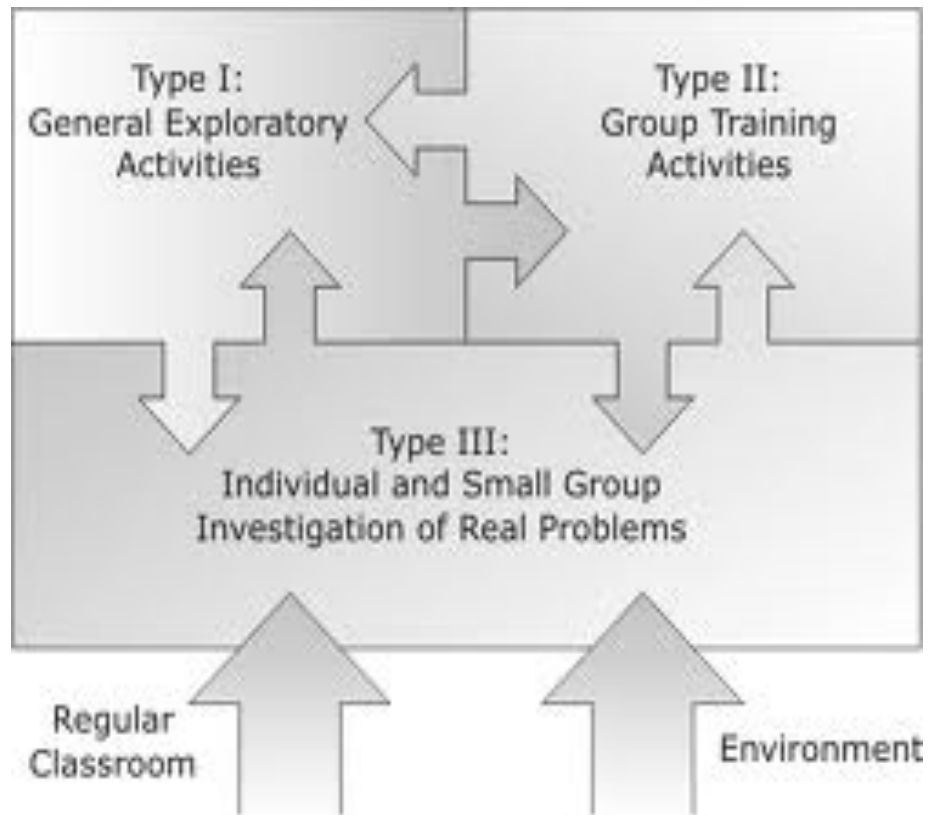 Type I:
General Exploratory
Activities
Type II:
Group Training
Activities
Type III:
Individual and Small Group
Investigation of Real Problems
Regular
Classroom
Environment